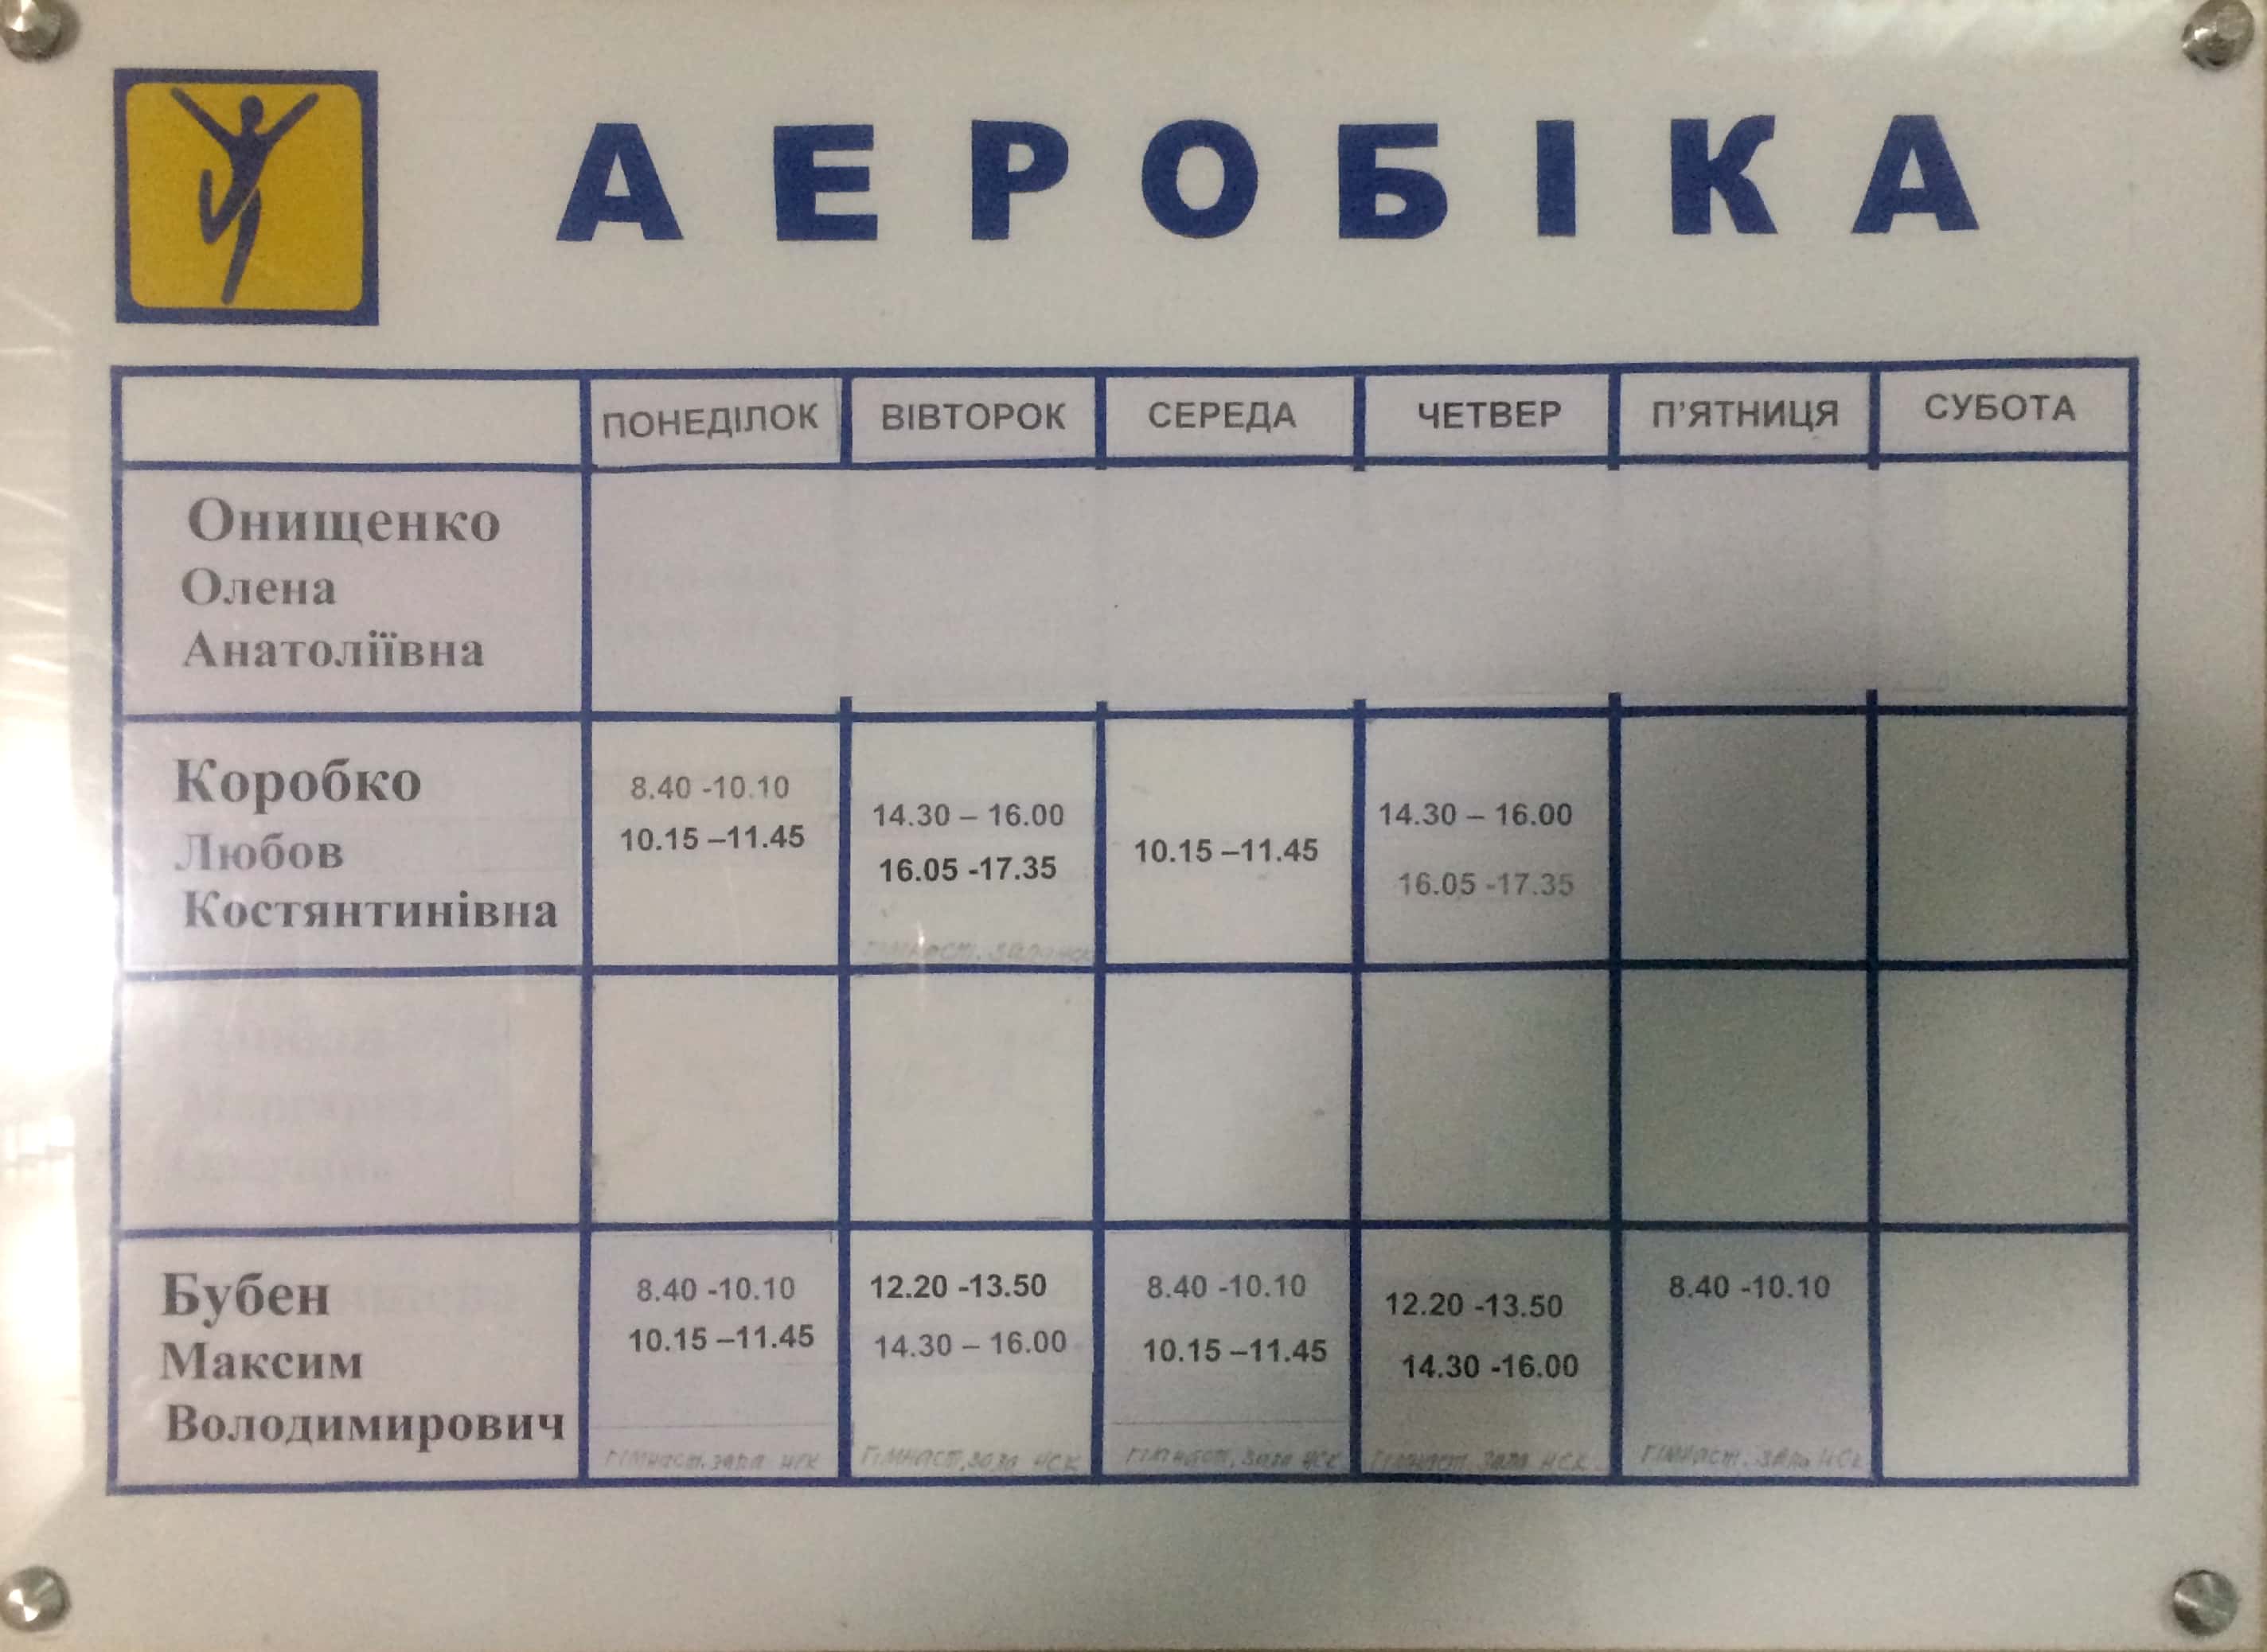 АЕРОБІКА
ПОНЕДІЛОК ВІВТОРОК СЕРЕДА ЧЕТВЕР П'ЯТНИЦЯ СУБОТА
Онищенко
Олена
Анатоліївна
Коробко
Любов
Костянтинівна
8.40 -10.10
10.15 –11.45
14.30 – 16.00
16.05 -17.35
гімнаст. зала НСК
10.15 –11.45
14.30 – 16.00
16.05 -17.35
Бубен
Максим
Володимирович
8.40 -10.10
10.15 –11.45
гімнаст. зала НСК
12.20 -13.50
14.30 – 16.00
гімнаст. зала НСК
8.40 -10.10
10.15 –11.45
гімнаст. зала НСК
12.20 -13.50
14.30 -16.00
гімнаст. зала НСК
8.40 -10.10
гімнаст. зала НСК